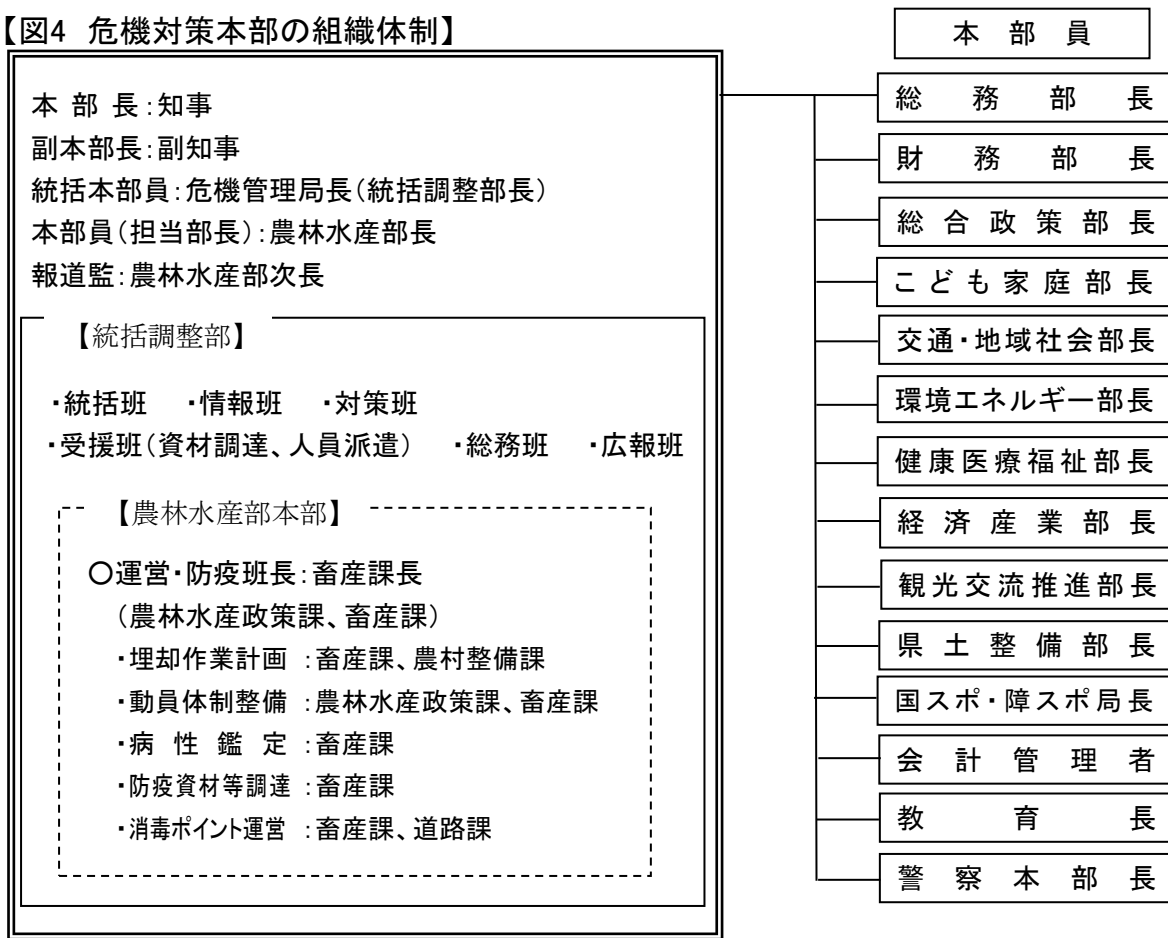 【図4 危機対策本部の組織体制】
本 部 長：知事
副本部長：副知事
統括本部員：危機管理局長（統括調整部長）
本部員（担当部長）：農林水産部長
報道監：農林水産部次長
【統括調整部】
・統括班 ・情報班 ・対策班
・受援班（資材調達、人員派遣） ・総務班 ・広報班
【農林水産部本部】
○運営・防疫班長：畜産課長
（農林水産政策課、畜産課）
・埋却作業計画 ：畜産課、農村整備課
・動員体制整備 ：農林水産政策課、畜産課
・病 性 鑑 定 ：畜産課
・防疫資材等調達 ：畜産課
・消毒ポイント運営 ：畜産課、道路課
本 部 員
総 務 部 長
財 務 部 長
総 合 政 策 部 長
こ ど も 家 庭 部 長
交通・地域社会部長
環境エネルギー部長
健康医療福祉部長
経 済 産 業 部 長
観光交流推進部長
県 土 整 備 部 長
国スポ・障スポ局長
会 計 管 理 者
教 育 長
警 察 本 部 長